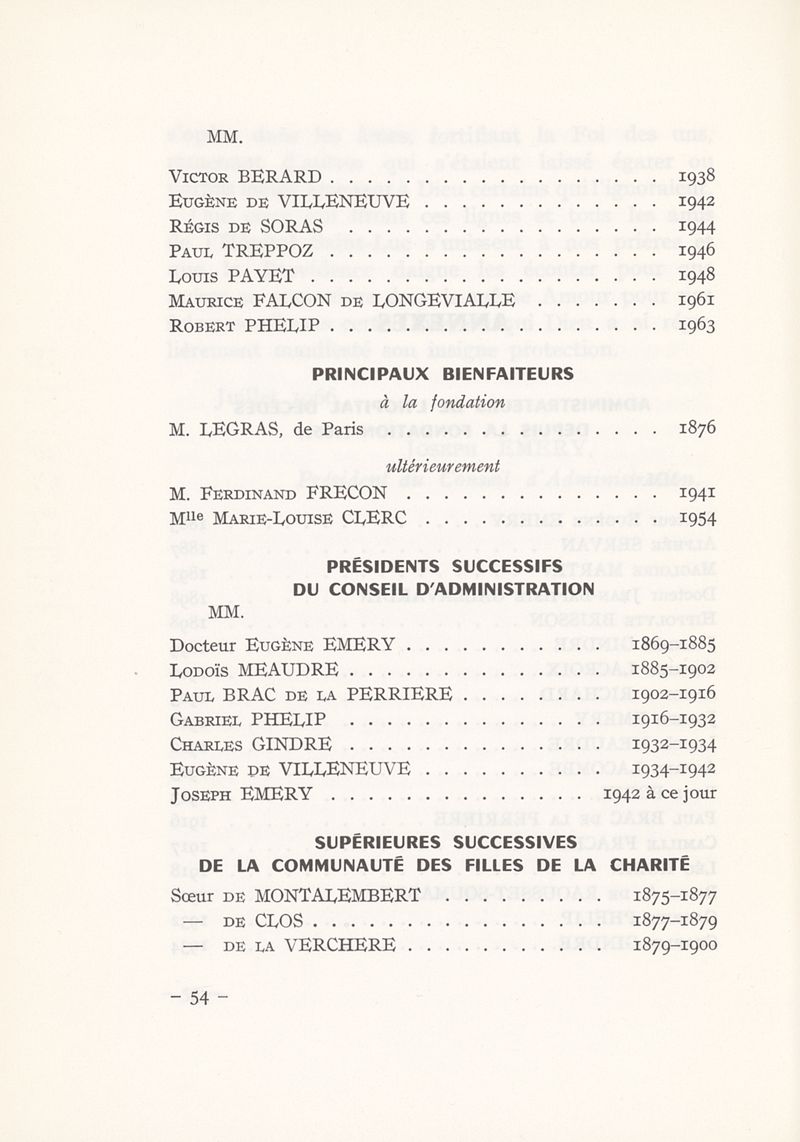 MM.
Victor BERARD . . . . . . . . . . . . . . . . . . 1938
Eugène de VILLENEUVE . . . . . . . . . . . . . 1942
Régis de SORAS . . . . . . . . . . . . . . . . . 1944
Paul TREPPOZ . . . . . . . . . . . . . . . . . . 1946
Louis PAYET . . . . . . . . . . . . . . . . . . . 1948
Maurice FALCON de LONGEVIALLE . . . . . . . 1961
Robert PHELIP . . . . . . . . . . . . . . . . . . 1963
PRINCIPAUX BIENFAITEURS
à la fondation
M. LEGRAS, de Paris . . . . . . . . . . . . . . . 1876
ultérieurement
M. Ferdinand FRECON . . . . . . . . . . . . . . 1941
Mlle Marie-Louise CLERC . . . . . . . . . . . . . 1954
PRÉSIDENTS SUCCESSIFS
DU CONSEIL D'ADMINISTRATION
MM.
Docteur Eugène EMERY . . . . . . . . . . . 1869-1885
Lodoïs MEAUDRE . . . . . . . . . . . . . . 1885-1902
Paul BRAC de la PERRIERE . . . . . . . . 1902-1916
Gabriel PHELIP . . . . . . . . . . . . . . 1916-1932
Charles GINDRE . . . . . . . . . . . . . . 1932-1934
Eugène de VILLENEUVE . . . . . . . . . . 1934-1942
Joseph EMERY . . . . . . . . . . . . . . 1942 à ce jour
SUPÉRIEURES SUCCESSIVES
DE LA COMMUNAUTÉ DES FILLES DE LA CHARITÉ
Sœur de MONTALEMBERT . . . . . . . . . 1875-1877
— de CLOS . . . . . . . . . . . . . . . . 1877-1879
— de la VERCHERE . . . . . . . . . . . 1879-1900
- 54 -